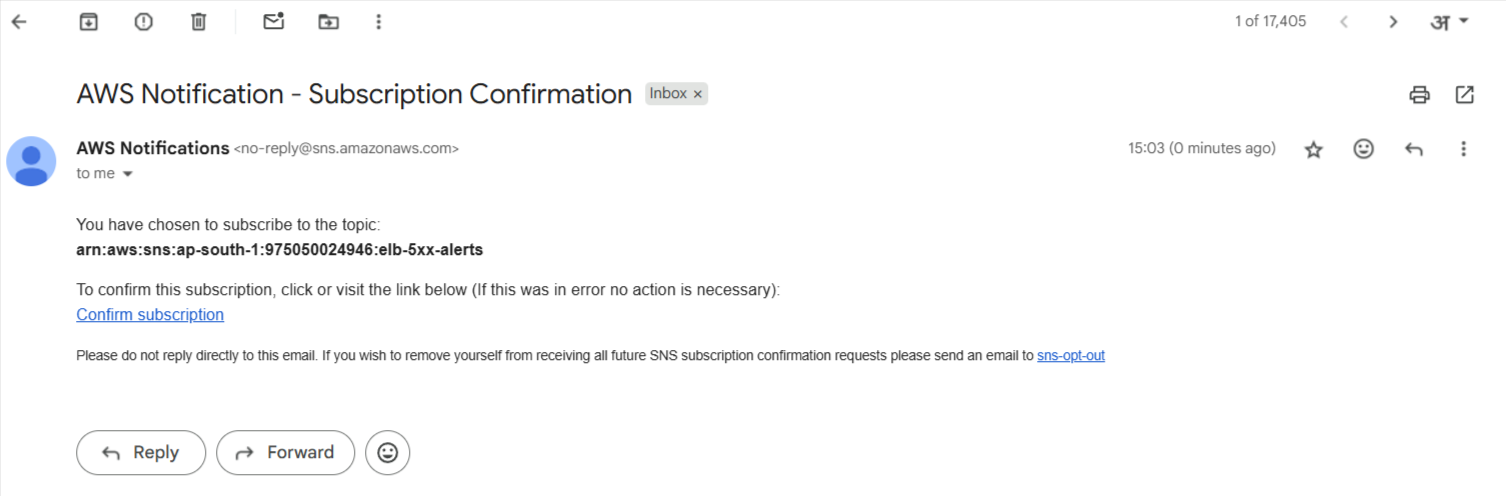 1 of 17,405
अ
AWS Notification - Subscription Confirmation Inbox ×
AWS Notifications <no-reply@sns.amazonaws.com> 15:03 (0 minutes ago)
to me
You have chosen to subscribe to the topic:
arn:aws:sns:ap-south-1:975050024946:elb-5xx-alerts
To confirm this subscription, click or visit the link below (If this was in error no action is necessary):
Confirm subscription
Please do not reply directly to this email. If you wish to remove yourself from receiving all future SNS subscription confirmation requests please send an email to sns-opt-out
Reply Forward